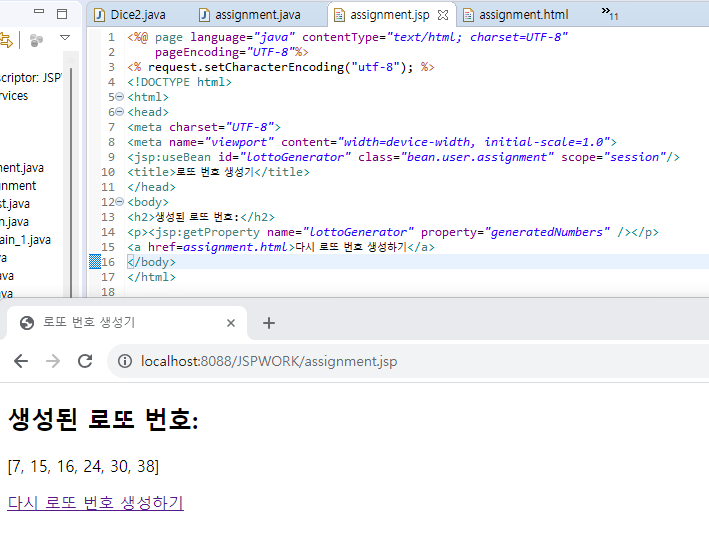 Dice2.java
assignment.java
assignment.jsp
assignment.html
»11
scriptor: JSPW
rvices
ment.java
gnment
st.java
n.java
ain_1.java
va
ava
.java
1 <%@ page language="java" contentType="text/html; charset=UTF-8"
2     pageEncoding="UTF-8"%>
3 <% request.setCharacterEncoding("utf-8"); %>
4 <!DOCTYPE html>
5 <html>
6 <head>
7 <meta charset="UTF-8">
8 <meta name="viewport" content="width=device-width, initial-scale=1.0">
9 <jsp:useBean id="lottoGenerator" class="bean.user.assignment" scope="session"/>
10 <title>로또 번호 생성기</title>
11 </head>
12 <body>
13 <h2>생성된 로또 번호:</h2>
14 <p><jsp:getProperty name="lottoGenerator" property="generatedNumbers" /></p>
15 <a href=assignment.html>다시 로또 번호 생성하기</a>
16 </body>
17 </html>
18
로또 번호 생성기
localhost:8088/JSPWORK/assignment.jsp
생성된 로또 번호:
[7, 15, 16, 24, 30, 38]
다시 로또 번호 생성하기